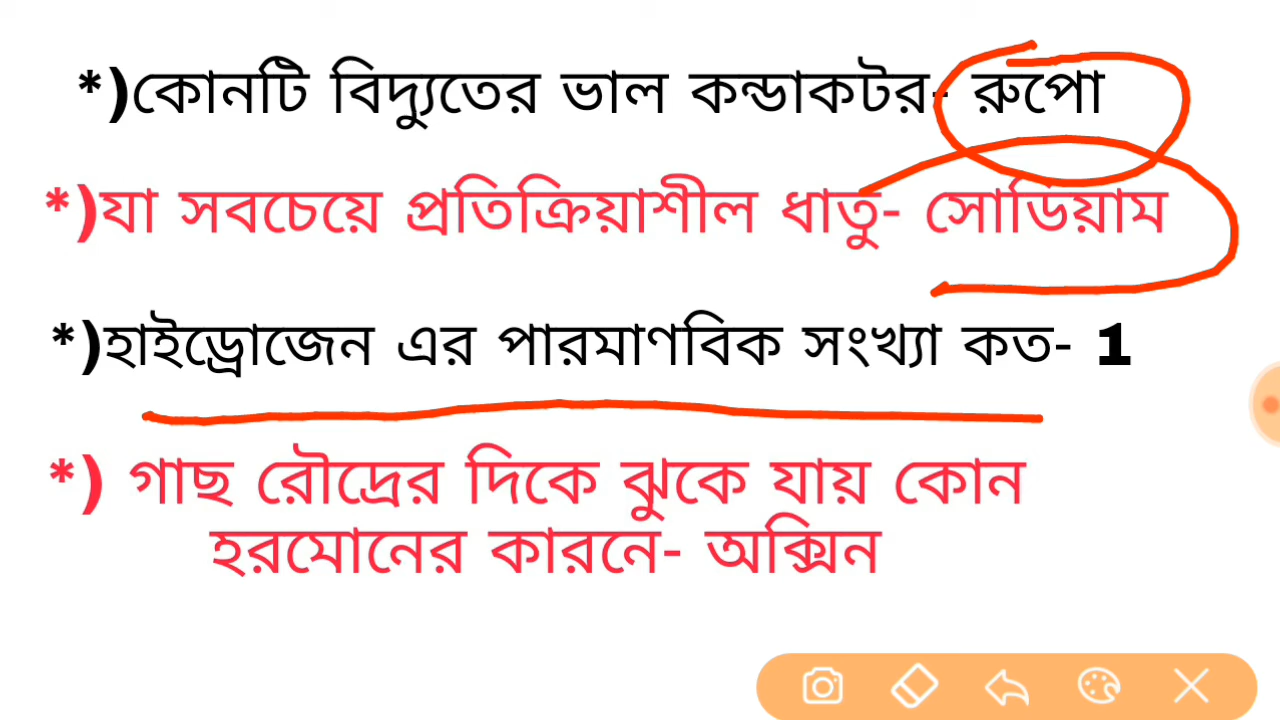 *)কোনটি বিদ্যুতের ভাল কন্ডাকটর- রুপো
*)যা সবচেয়ে প্রতিক্রিয়াশীল ধাতু- সোডিয়াম
*)হাইড্রোজেন এর পারমাণবিক সংখ্যা কত- 1
*) গাছ রৌদ্রের দিকে ঝুকে যায় কোন
হরমোনের কারনে- অক্সিন